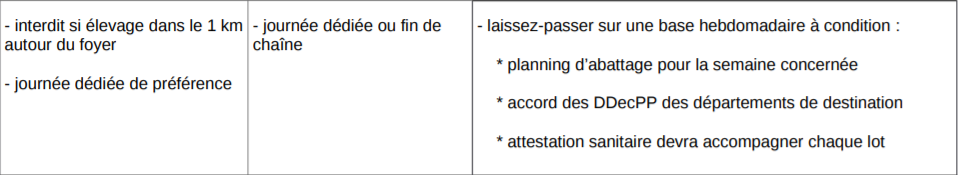 - interdit si élevage dans le 1 km
autour du foyer
- journée dédiée de préférence
- journée dédiée ou fin de
chaîne
- laissez-passer sur une base hebdomadaire à condition :
* planning d'abattage pour la semaine concernée
* accord des DDecPP des départements de destination
* attestation sanitaire devra accompagner chaque lot